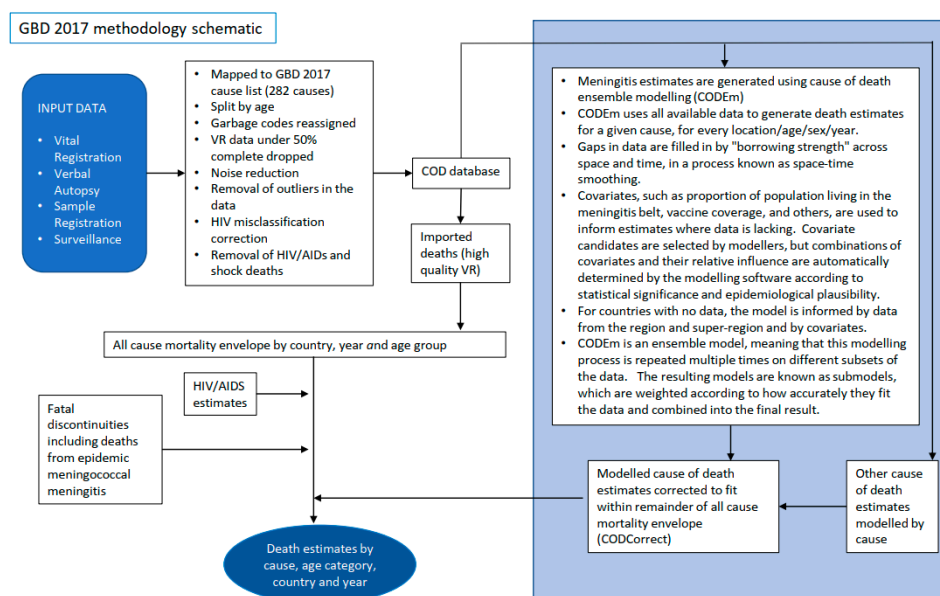 GBD 2017 methodology schematic
INPUT DATA
• Vital
Registration
• Verbal
Autopsy
• Sample
Registration
• Surveillance
• Mapped to GBD 2017
cause list (282 causes)
• Split by age
• Garbage codes reassigned
• VR data under 50%
complete dropped
• Noise reduction
• Removal of outliers in the
data
• HIV misclassification
correction
• Removal of HIV/AIDs and
shock deaths
COD database
Imported
deaths (high
quality VR)
All cause mortality envelope by country, year and age group
HIV/AIDS
estimates
Fatal
discontinuities
including deaths
from epidemic
meningococcal
meningitis
Death estimates by
cause, age category,
country and year
• Meningitis estimates are generated using cause of death
ensemble modelling (CODEm)
• CODEm uses all available data to generate death estimates
for a given cause, for every location/age/sex/year.
• Gaps in data are filled in by "borrowing strength" across
space and time, in a process known as space-time
smoothing.
• Covariates, such as proportion of population living in the
meningitis belt, vaccine coverage, and others, are used to
inform estimates where data is lacking. Covariate
candidates are selected by modellers, but combinations of
covariates and their relative influence are automatically
determined by the modelling software according to
statistical significance and epidemiological plausibility.
• For countries with no data, the model is informed by data
from the region and super-region and by covariates.
• CODEm is an ensemble model, meaning that this modelling
process is repeated multiple times on different subsets of
the data. The resulting models are known as submodels,
which are weighted according to how accurately they fit
the data and combined into the final result.
Modelled cause of death
estimates corrected to fit
within remainder of all cause
mortality envelope
(CODCorrect)
Other cause
of death
estimates
modelled by
cause